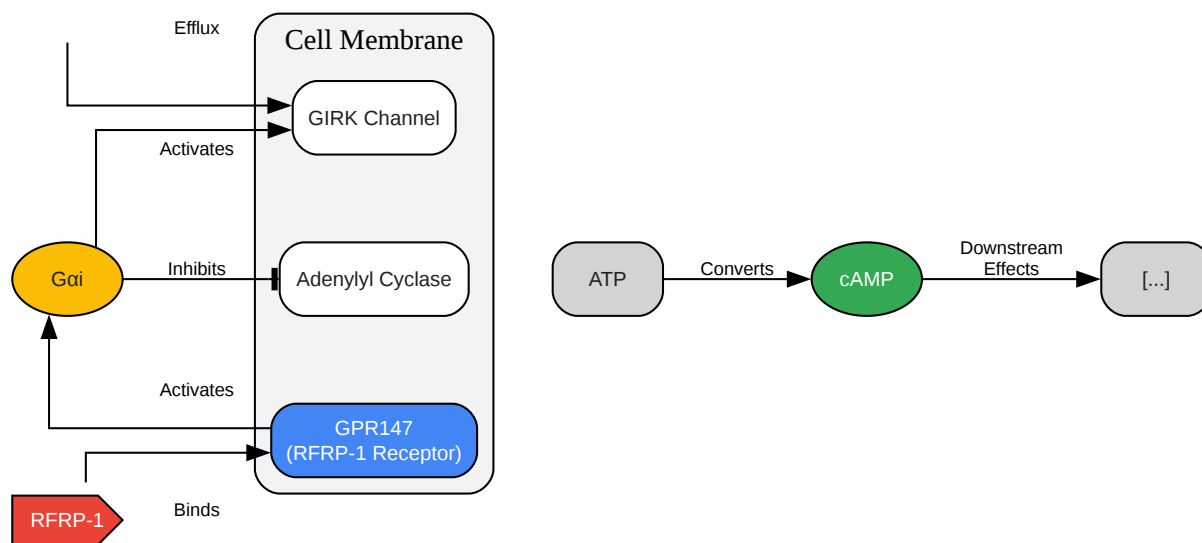 Efflux
Cell Membrane
GIRK Channel
Activates
Gαi
Inhibits
Adenylyl Cyclase
ATP
Converts
cAMP
Downstream
Effects
[...]
Activates
GPR147
(RFRP-1 Receptor)
RFRP-1
Binds